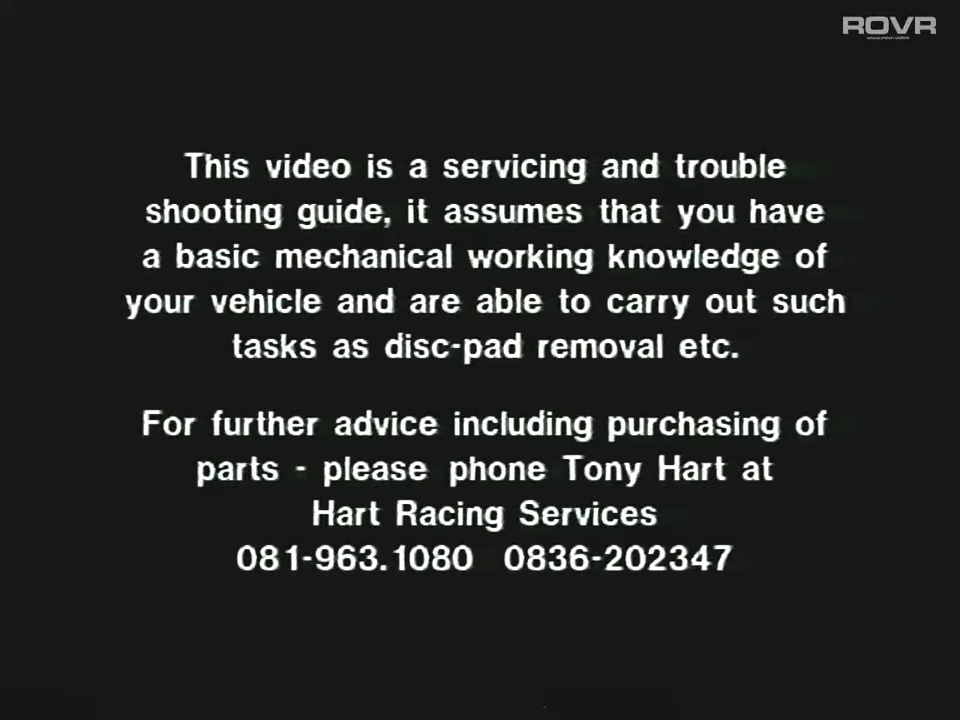 ROVR
This video is a servicing and trouble
shooting guide, it assumes that you have
a basic mechanical working knowledge of
your vehicle and are able to carry out such
tasks as disc-pad removal etc.
For further advice including purchasing of
parts - please phone Tony Hart at
Hart Racing Services
081-963.1080 0836-202347